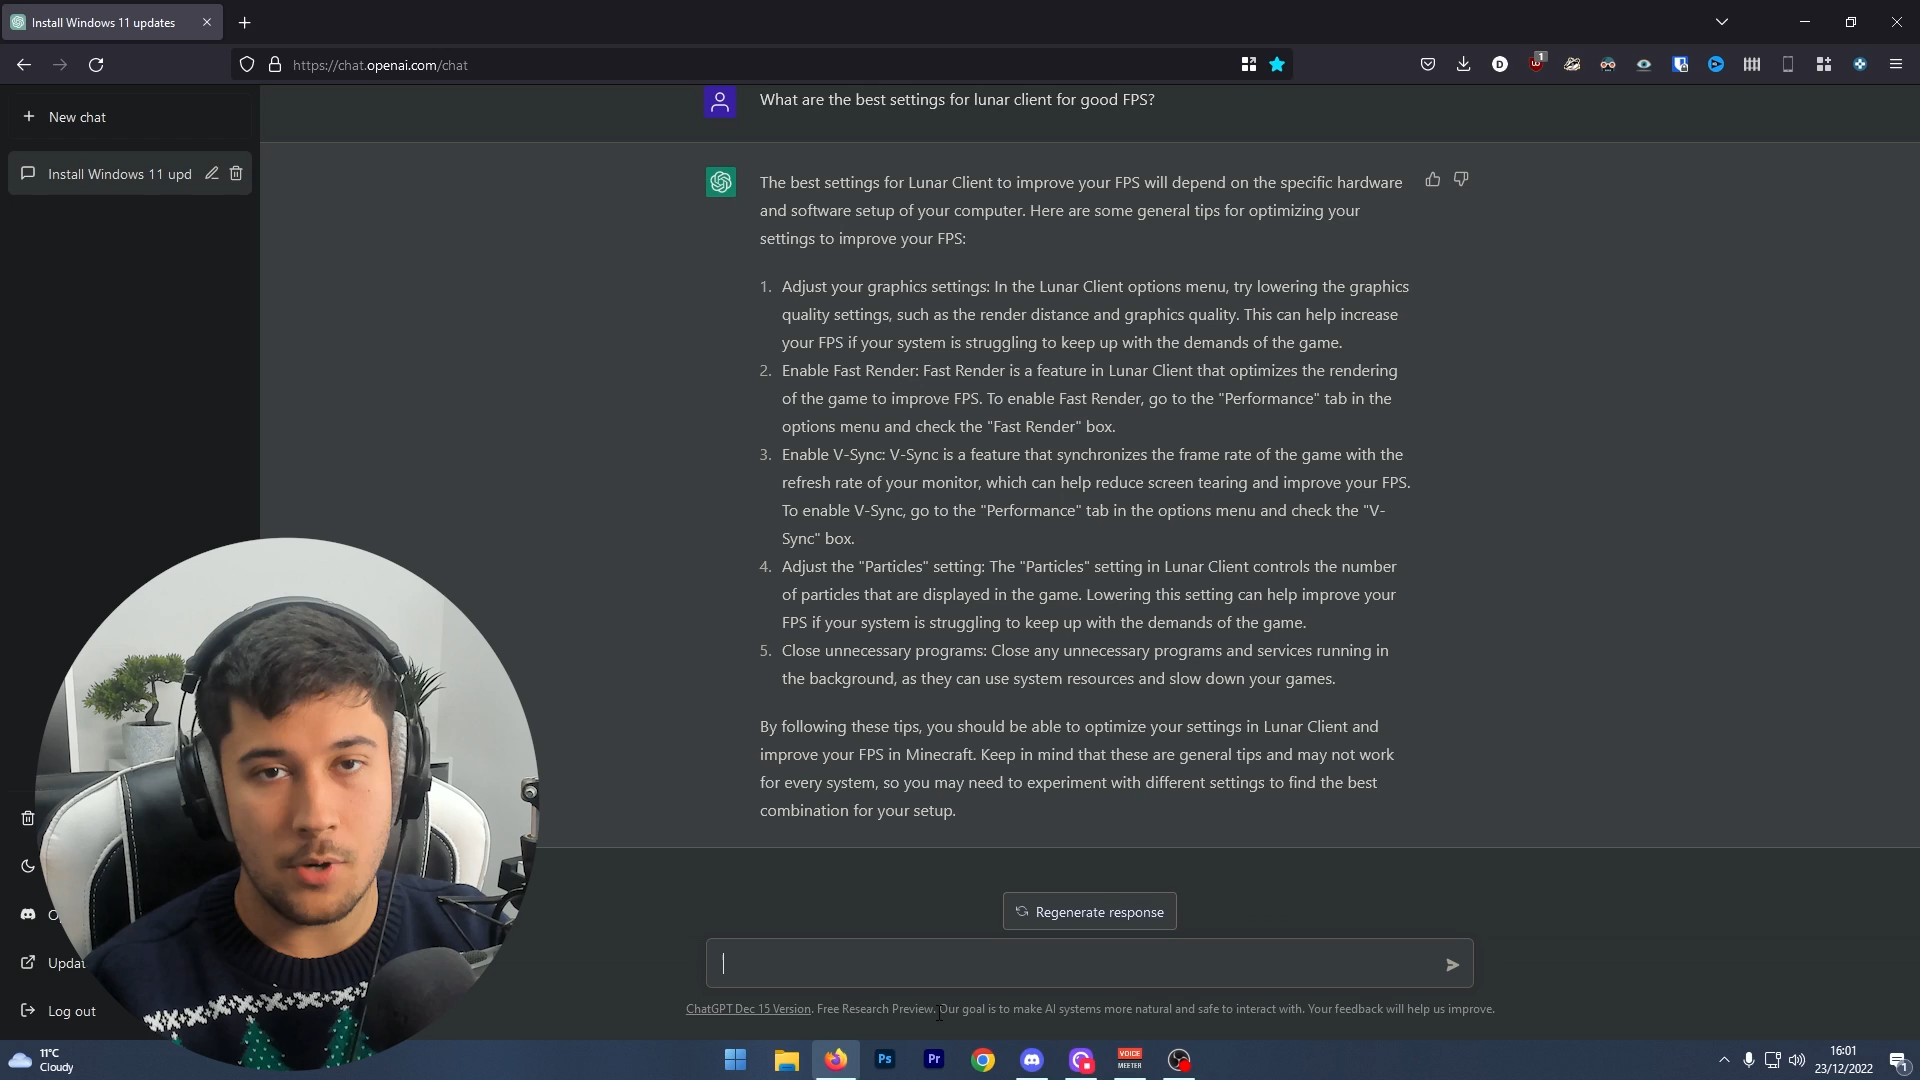 Install Windows 11 updates
https://chat.openai.com/chat
1
New chat
Install Windows 11 upd
What are the best settings for lunar client for good FPS?
The best settings for Lunar Client to improve your FPS will depend on the specific hardware
and software setup of your computer. Here are some general tips for optimizing your
settings to improve your FPS:
1. Adjust your graphics settings: In the Lunar Client options menu, try lowering the graphics
quality settings, such as the render distance and graphics quality. This can help increase
your FPS if your system is struggling to keep up with the demands of the game.
2. Enable Fast Render: Fast Render is a feature in Lunar Client that optimizes the rendering
of the game to improve FPS. To enable Fast Render, go to the "Performance" tab in the
options menu and check the "Fast Render" box.
3. Enable V-Sync: V-Sync is a feature that synchronizes the frame rate of the game with the
refresh rate of your monitor, which can help reduce screen tearing and improve your FPS.
To enable V-Sync, go to the "Performance" tab in the options menu and check the "V-
Sync" box.
4. Adjust the "Particles" setting: The "Particles" setting in Lunar Client controls the number
of particles that are displayed in the game. Lowering this setting can help improve your
FPS if your system is struggling to keep up with the demands of the game.
5. Close unnecessary programs: Close any unnecessary programs and services running in
the background, as they can use system resources and slow down your games.
By following these tips, you should be able to optimize your settings in Lunar Client and
improve your FPS in Minecraft. Keep in mind that these are general tips and may not work
for every system, so you may need to experiment with different settings to find the best
combination for your setup.
Regenerate response
Updat
Log out
ChatGPT Dec 15 Version. Free Research Preview. Our goal is to make AI systems more natural and safe to interact with. Your feedback will help us improve.
11°C
Cloudy
Ps
Pr
VOICE
MEETER
16:01
23/12/2022
1